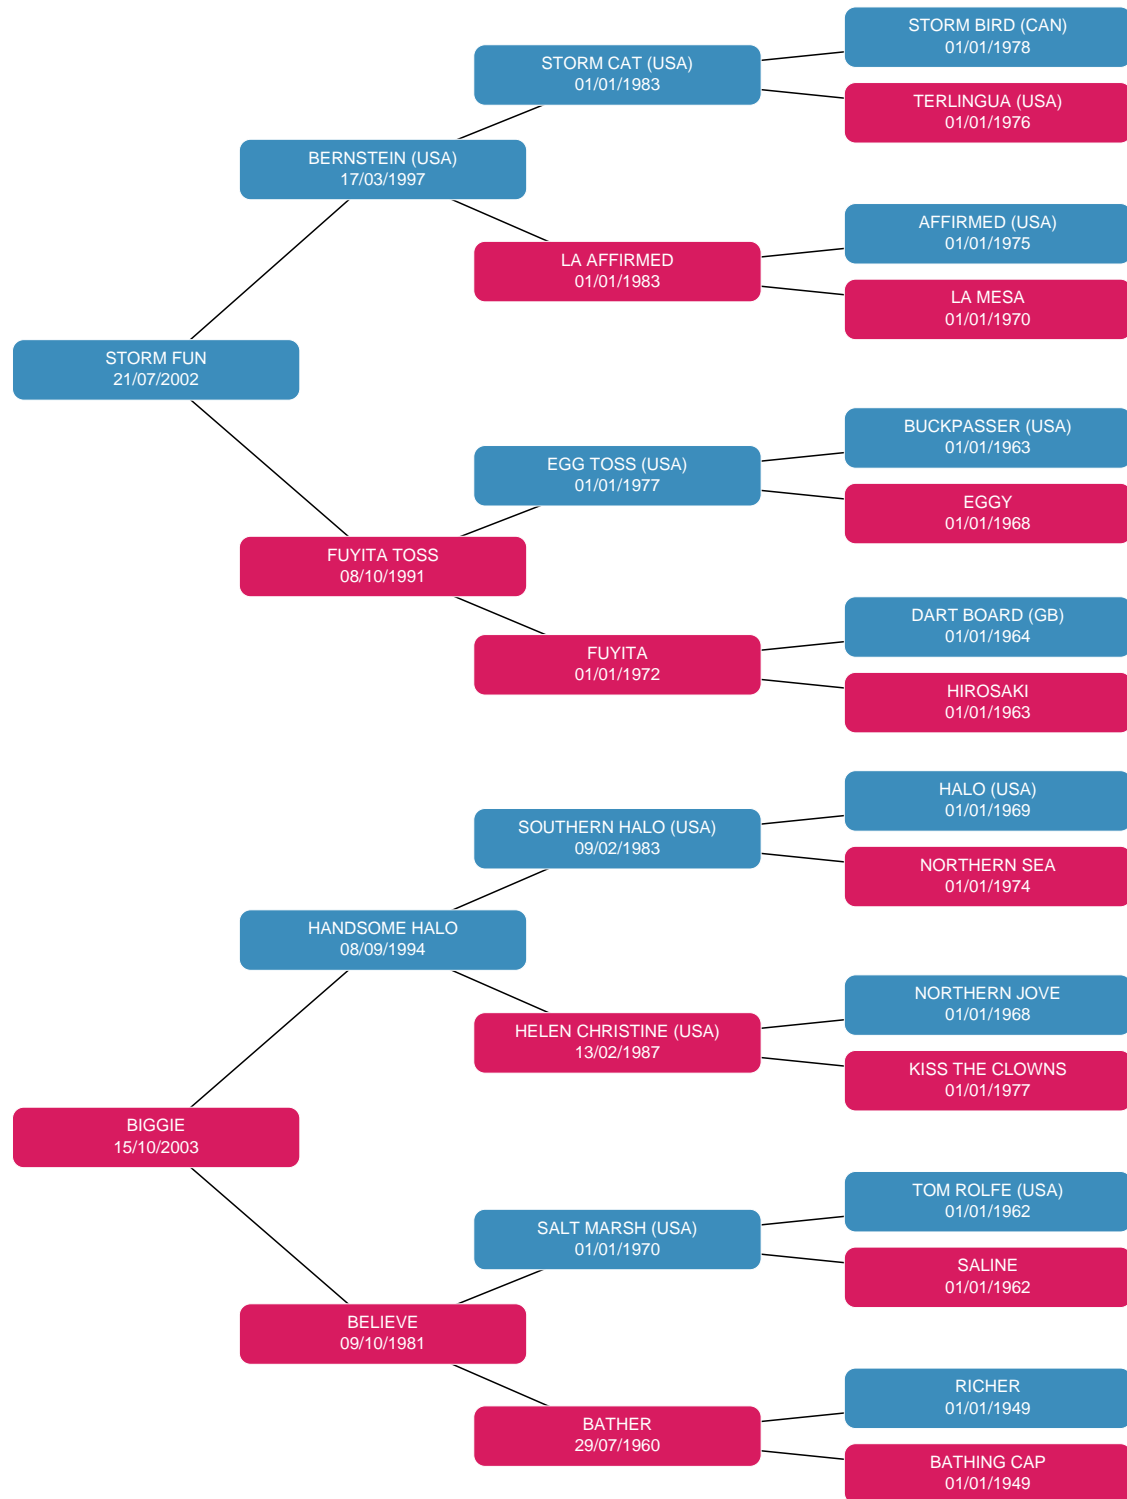 STORM BIRD (CAN)
01/01/1978
STORM CAT (USA)
01/01/1983
TERLINGUA (USA)
01/01/1976
BERNSTEIN (USA)
17/03/1997
AFFIRMED (USA)
01/01/1975
LA AFFIRMED
01/01/1983
LA MESA
01/01/1970
STORM FUN
21/07/2002
BUCKPASSER (USA)
01/01/1963
EGG TOSS (USA)
01/01/1977
EGGY
01/01/1968
FUYITA TOSS
08/10/1991
DART BOARD (GB)
01/01/1964
FUYITA
01/01/1972
HIROSAKI
01/01/1963
HALO (USA)
01/01/1969
SOUTHERN HALO (USA)
09/02/1983
NORTHERN SEA
01/01/1974
HANDSOME HALO
08/09/1994
NORTHERN JOVE
01/01/1968
HELEN CHRISTINE (USA)
13/02/1987
KISS THE CLOWNS
01/01/1977
BIGGIE
15/10/2003
TOM ROLFE (USA)
01/01/1962
SALT MARSH (USA)
01/01/1970
SALINE
01/01/1962
BELIEVE
09/10/1981
RICHER
01/01/1949
BATHER
29/07/1960
BATHING CAP
01/01/1949